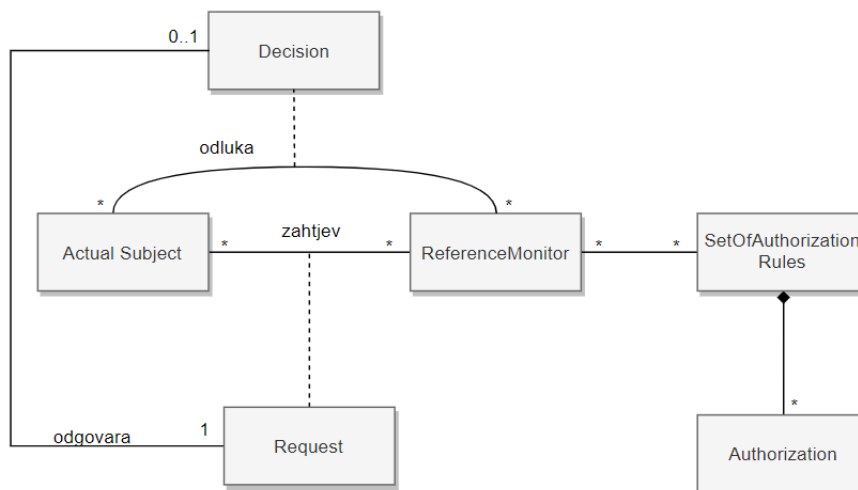 0..1
Decision
odluka
*
*
Actual Subject
*
zahtjev
*
ReferenceMonitor
*
*
SetOfAuthorization
Rules
odgovara
1
Request
*
Authorization